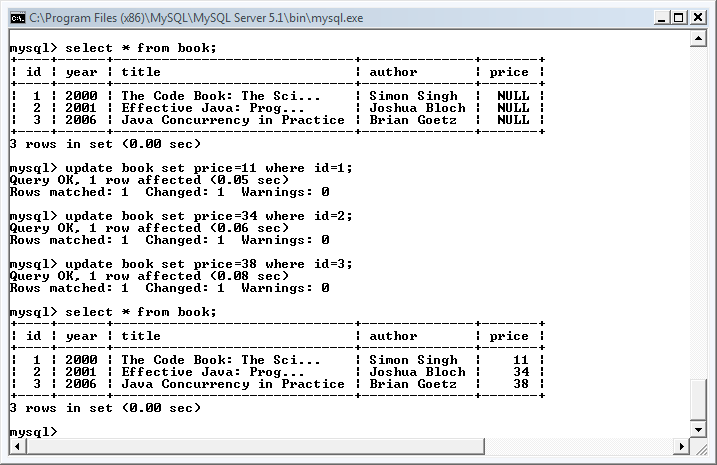 C:\Program Files (x86)\MySQL\MySQL Server 5.1\bin\mysql.exe
mysql> select * from book;
+----+------+-----------------------------+--------------+-------+
| id | year | title                       | author       | price |
+----+------+-----------------------------+--------------+-------+
|  1 | 2000 | The Code Book: The Sci...   | Simon Singh  |  NULL |
|  2 | 2001 | Effective Java: Prog...     | Joshua Bloch |  NULL |
|  3 | 2006 | Java Concurrency in Practice | Brian Goetz  |  NULL |
+----+------+-----------------------------+--------------+-------+
3 rows in set (0.00 sec)
mysql> update book set price=11 where id=1;
Query OK, 1 row affected (0.05 sec)
Rows matched: 1  Changed: 1  Warnings: 0
mysql> update book set price=34 where id=2;
Query OK, 1 row affected (0.06 sec)
Rows matched: 1  Changed: 1  Warnings: 0
mysql> update book set price=38 where id=3;
Query OK, 1 row affected (0.08 sec)
Rows matched: 1  Changed: 1  Warnings: 0
mysql> select * from book;
+----+------+-----------------------------+--------------+-------+
| id | year | title                       | author       | price |
+----+------+-----------------------------+--------------+-------+
|  1 | 2000 | The Code Book: The Sci...   | Simon Singh  |    11 |
|  2 | 2001 | Effective Java: Prog...     | Joshua Bloch |    34 |
|  3 | 2006 | Java Concurrency in Practice | Brian Goetz  |    38 |
+----+------+-----------------------------+--------------+-------+
3 rows in set (0.00 sec)
mysql>